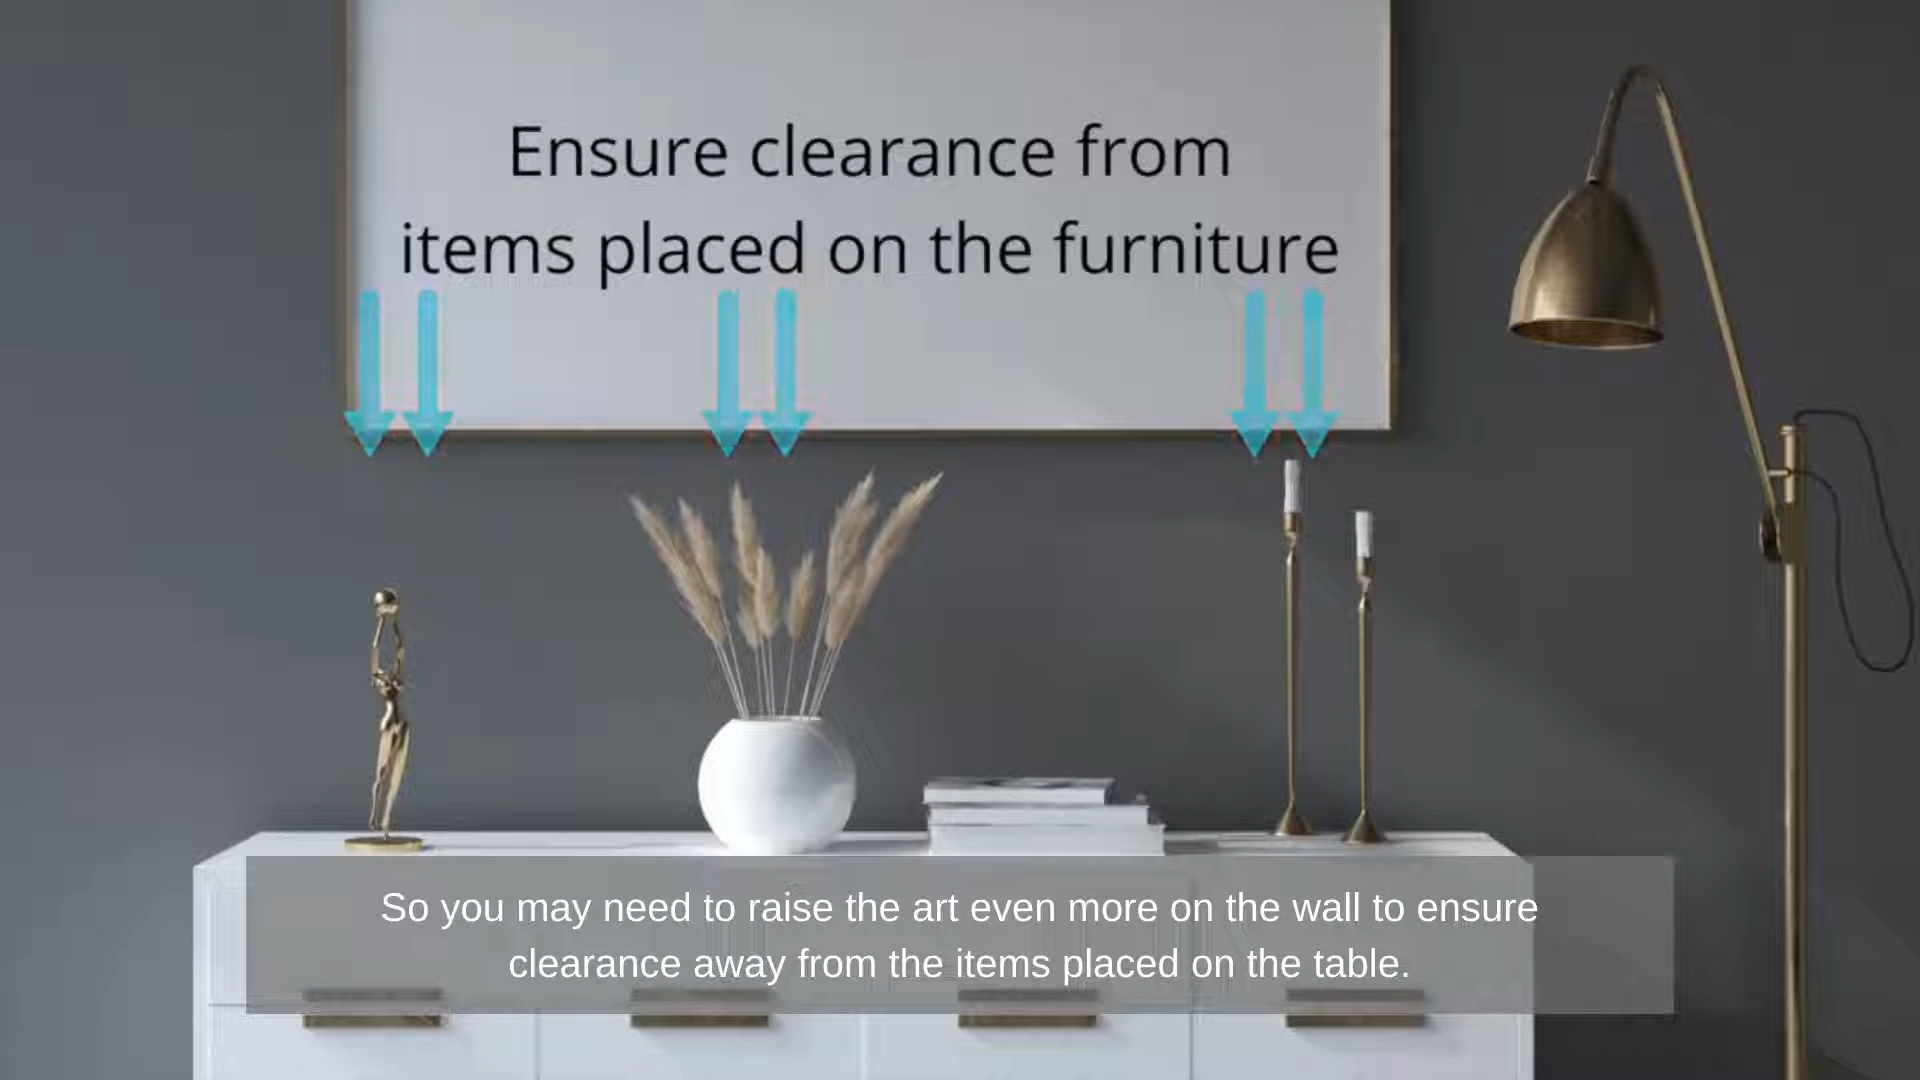 Ensure clearance from
items placed on the furniture
So you may need to raise the art even more on the wall to ensure
clearance away from the items placed on the table.